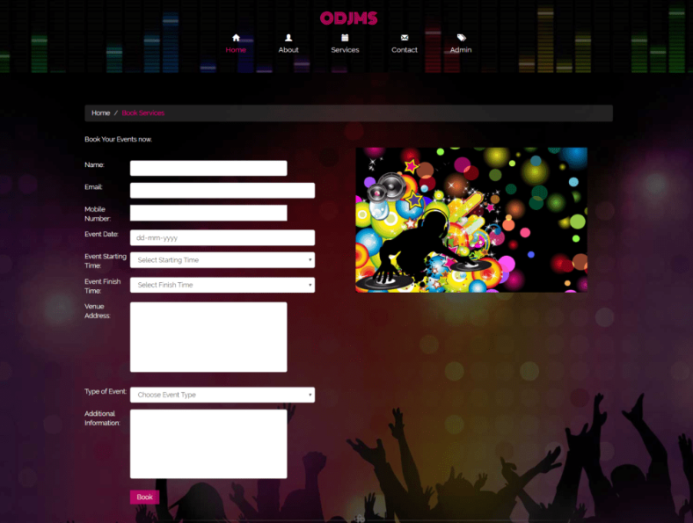 ODJMS
Home
About
Services
Contact
Admin
Home / Book Services
Book Your Events now.
Name:
Email:
Mobile
Number:
Event Date:
dd-mm-yyyy
Event Starting
Time:
Select Starting Time
Event Finish
Time:
Select Finish Time
Venue
Address:
Type of Event:
Choose Event Type
Additional
Information:
Book